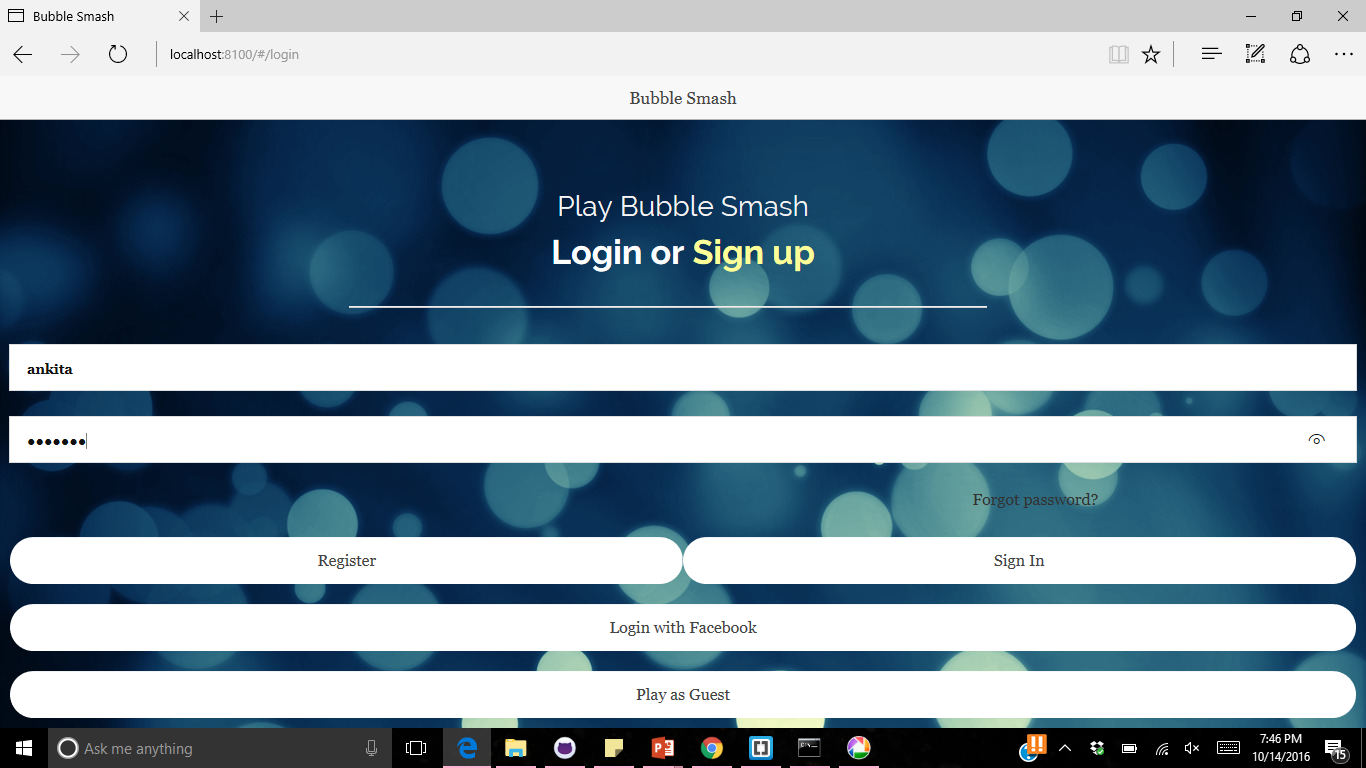 Bubble Smash
localhost:8100/#/login
Bubble Smash
Play Bubble Smash
Login or Sign up
ankita
•••••••
Forgot password?
Register Sign In
Login with Facebook
Play as Guest
Ask me anything
7:46 PM
10/14/2016
15